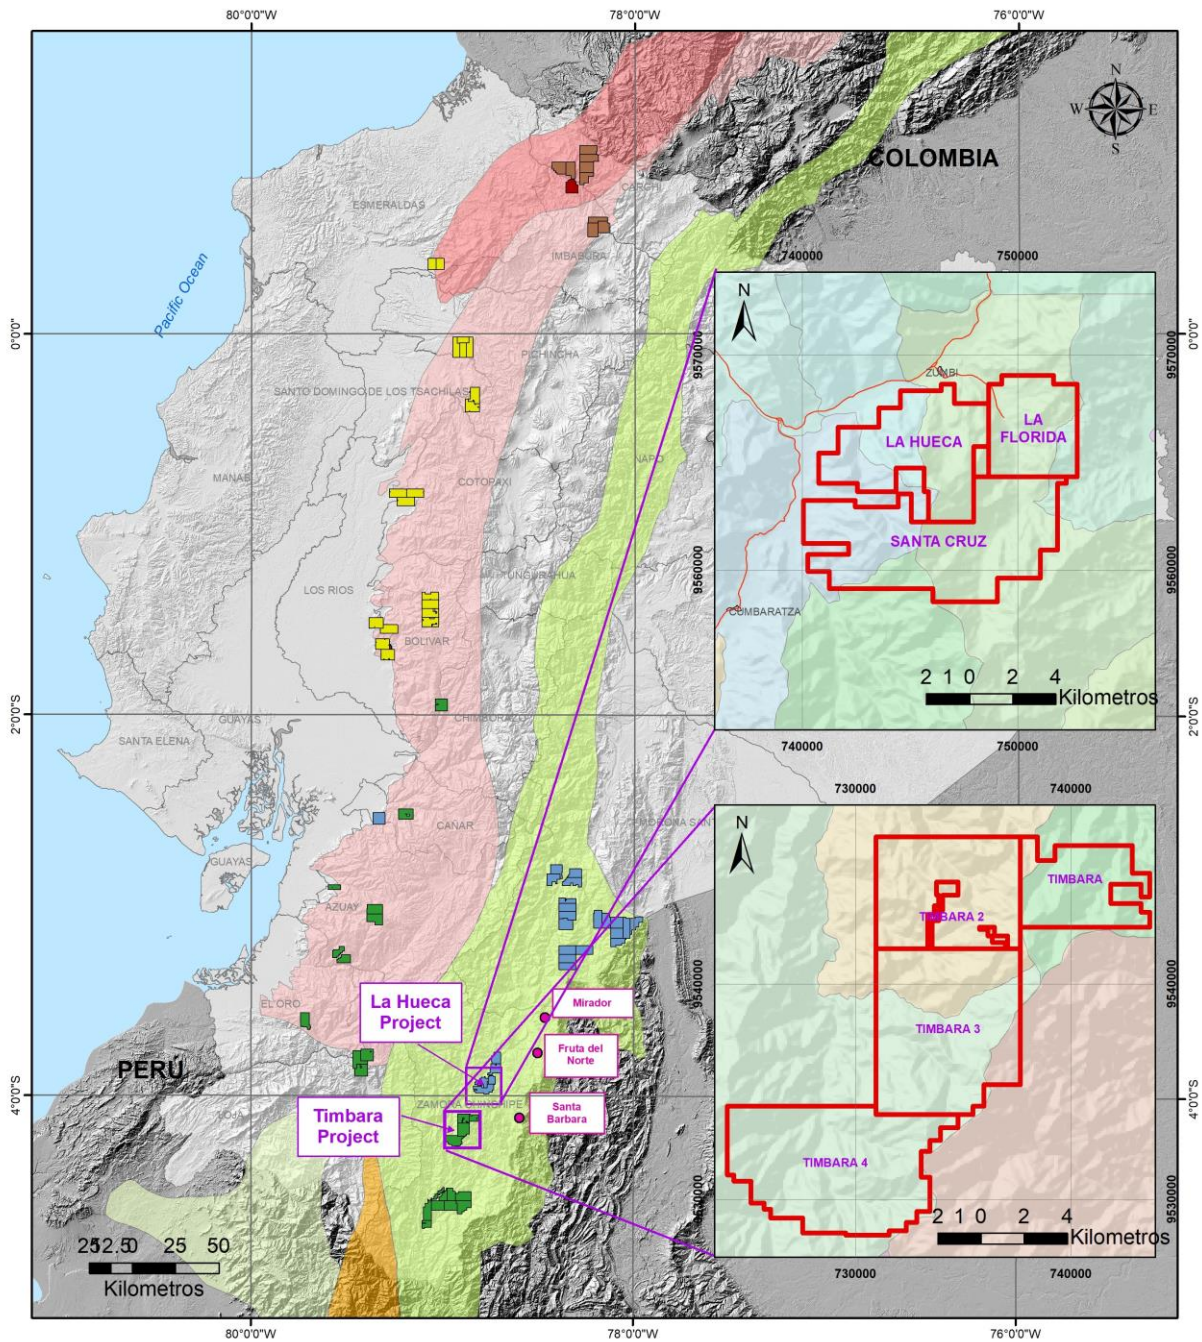 80°0'0"W
78°0'0"W
76°0'0"W
N
W
E
S
COLOMBIA
CARCHI
ESMERALDAS
IMBABURA
Pacific Ocean
0°0'0"
0°0'0"
PICHINCHA
SANTO DOMINGO DE LOS TSACHILAS
NAPO
MANABI
COTOPAXI
TUNGURAHUA
LOS RIOS
BOLIVAR
2°0'0"S
2°0'0"S
GUAYAS
CHIMBORAZO
SANTA ELENA
CAÑAR
MORONA SANT
GUAYAS
AZUAY
EL ORO
La Hueca
Project
Mirador
Fruta del
Norte
Santa
Barbara
PERÚ
4°0'0"S
4°0'0"S
LOJA
ZAMORA CHINCHIPE
Timbara
Project
25 12.5 0 25 50
Kilometros
80°0'0"W
78°0'0"W
76°0'0"W
740000
750000
N
9570000
9570000
ZUMBI
LA HUECA
LA
FLORIDA
SANTA CRUZ
9560000
9560000
CUMBARATZA
2 1 0 2 4
Kilometros
740000
750000
730000
740000
N
TIMBARA
TIMBARA 2
9540000
9540000
TIMBARA 3
TIMBARA 4
9530000
9530000
2 1 0 2 4
Kilometros
730000
740000